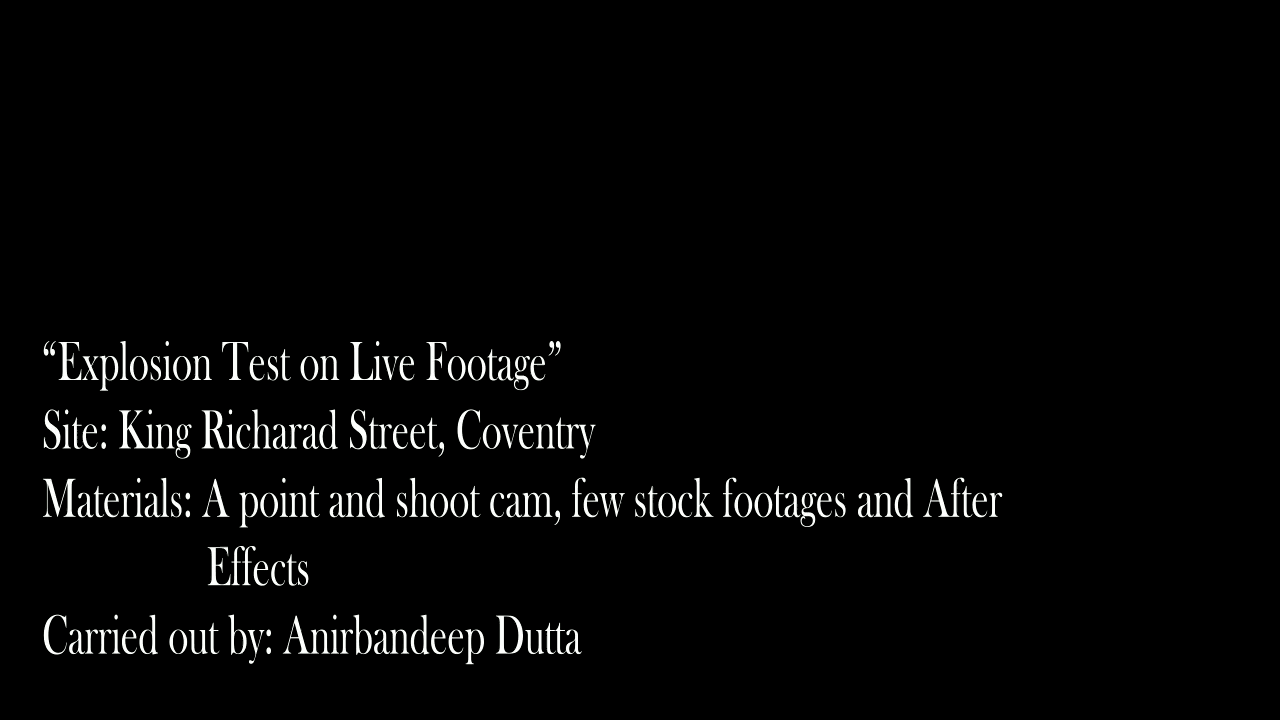 “Explosion Test on Live Footage”
Site: King Richarad Street, Coventry
Materials: A point and shoot cam, few stock footages and After
Effects
Carried out by: Anirbandeep Dutta